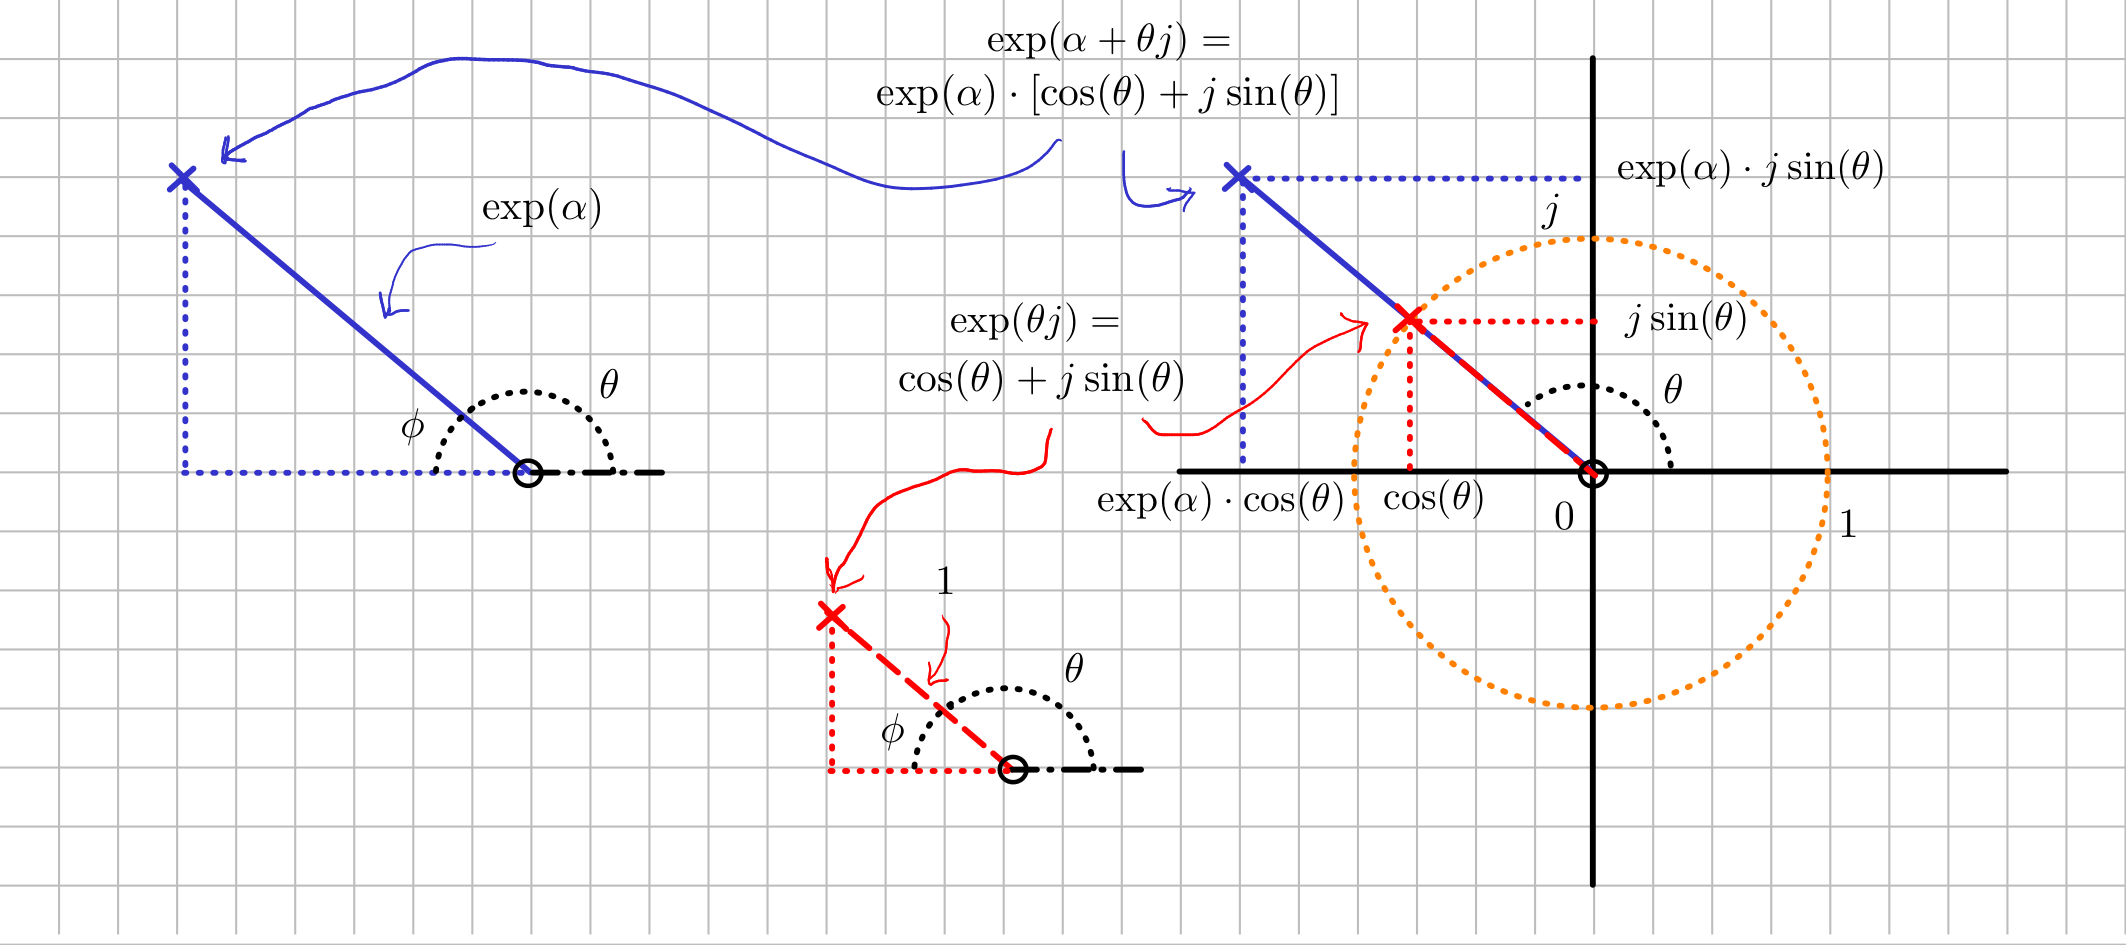 exp(α + θj) =
exp(α) · [cos(θ) + j sin(θ)]
exp(α) · j sin(θ)
exp(α)
j
exp(θj) =
cos(θ) + j sin(θ)
j sin(θ)
θ
θ
ϕ
exp(α) · cos(θ)
cos(θ)
0
1
1
θ
ϕ